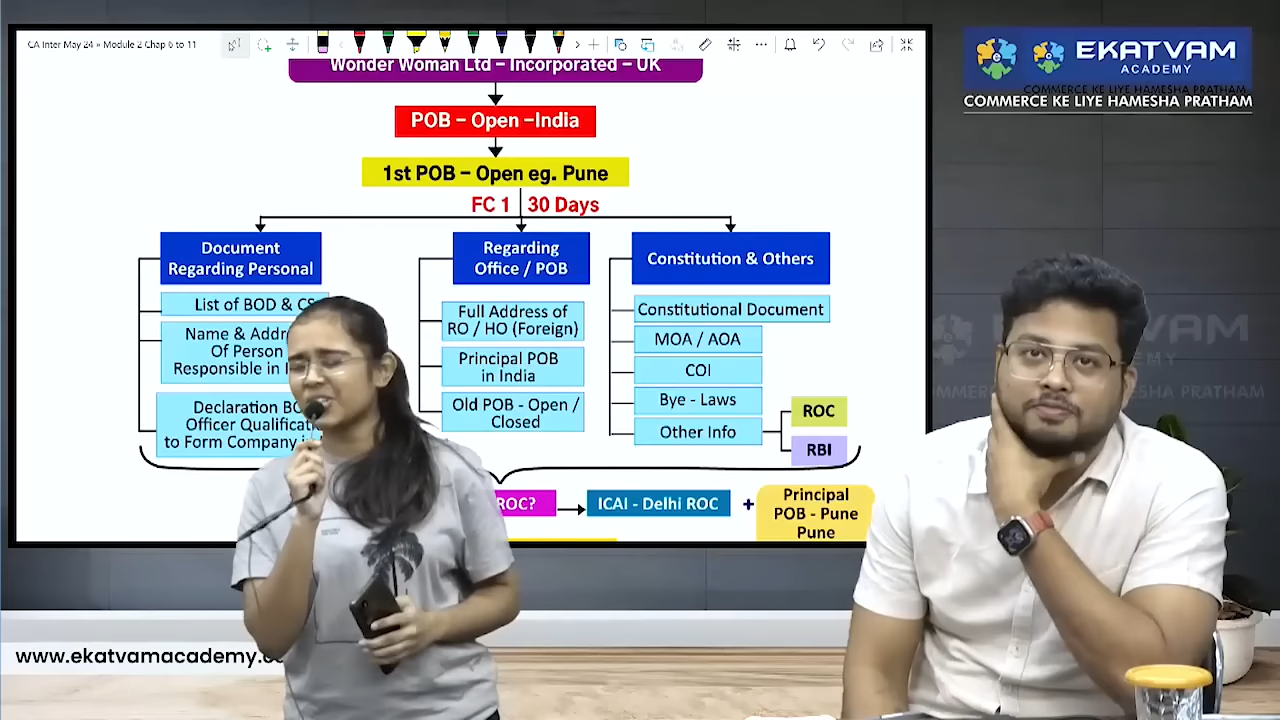 CA Inter May 24 » Module 2 Chap 6 to 11
Wonder Woman Ltd – Incorporated – UK
POB – Open –India
1st POB – Open eg. Pune
FC 1 30 Days
Document
Regarding Personal
List of BOD & CS
Name &
Of Person
Responsible in
Declaration
Officer
to Form Company
Regarding
Office / POB
Full Address of
RO / HO (Foreign)
Principal POB
in India
Old POB - Open /
Closed
Constitution & Others
Constitutional Document
MOA / AOA
COI
Bye - Laws
Other Info
ROC
RBI
ROC?
ICAI - Delhi ROC
+
Principal
POB - Pune
Pune
EKATVAM
ACADEMY
COMMERCE KE LIYE HAMESHA PRATHAM
COMMERCE KE LIYE HAMESHA PRATHAM
www.ekatvamacademy.